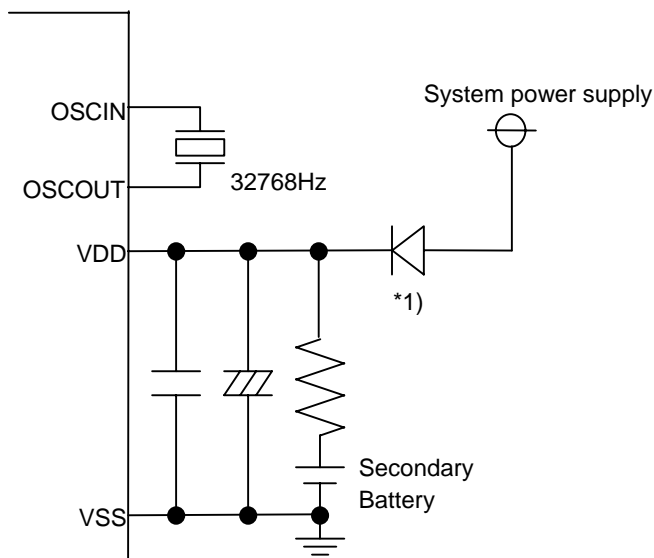 OSCIN
System power supply
OSCOUT
32768Hz
VDD
*1)
Secondary
Battery
VSS